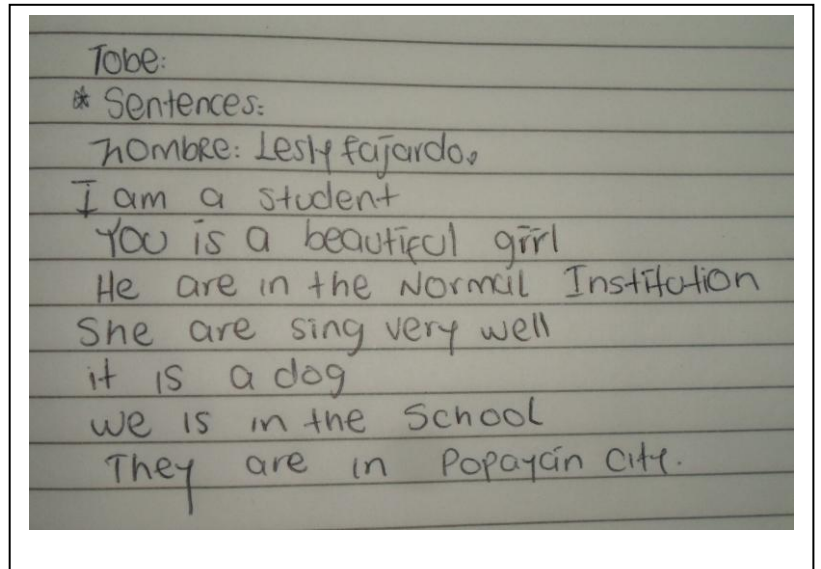 Tobe:
* Sentences:
nombre: Lesly fajardo.
I am a student
You is a beautiful girl
He are in the Normal Institution
She are sing very well
it is a dog
we is in the School
They are in Popayán City.